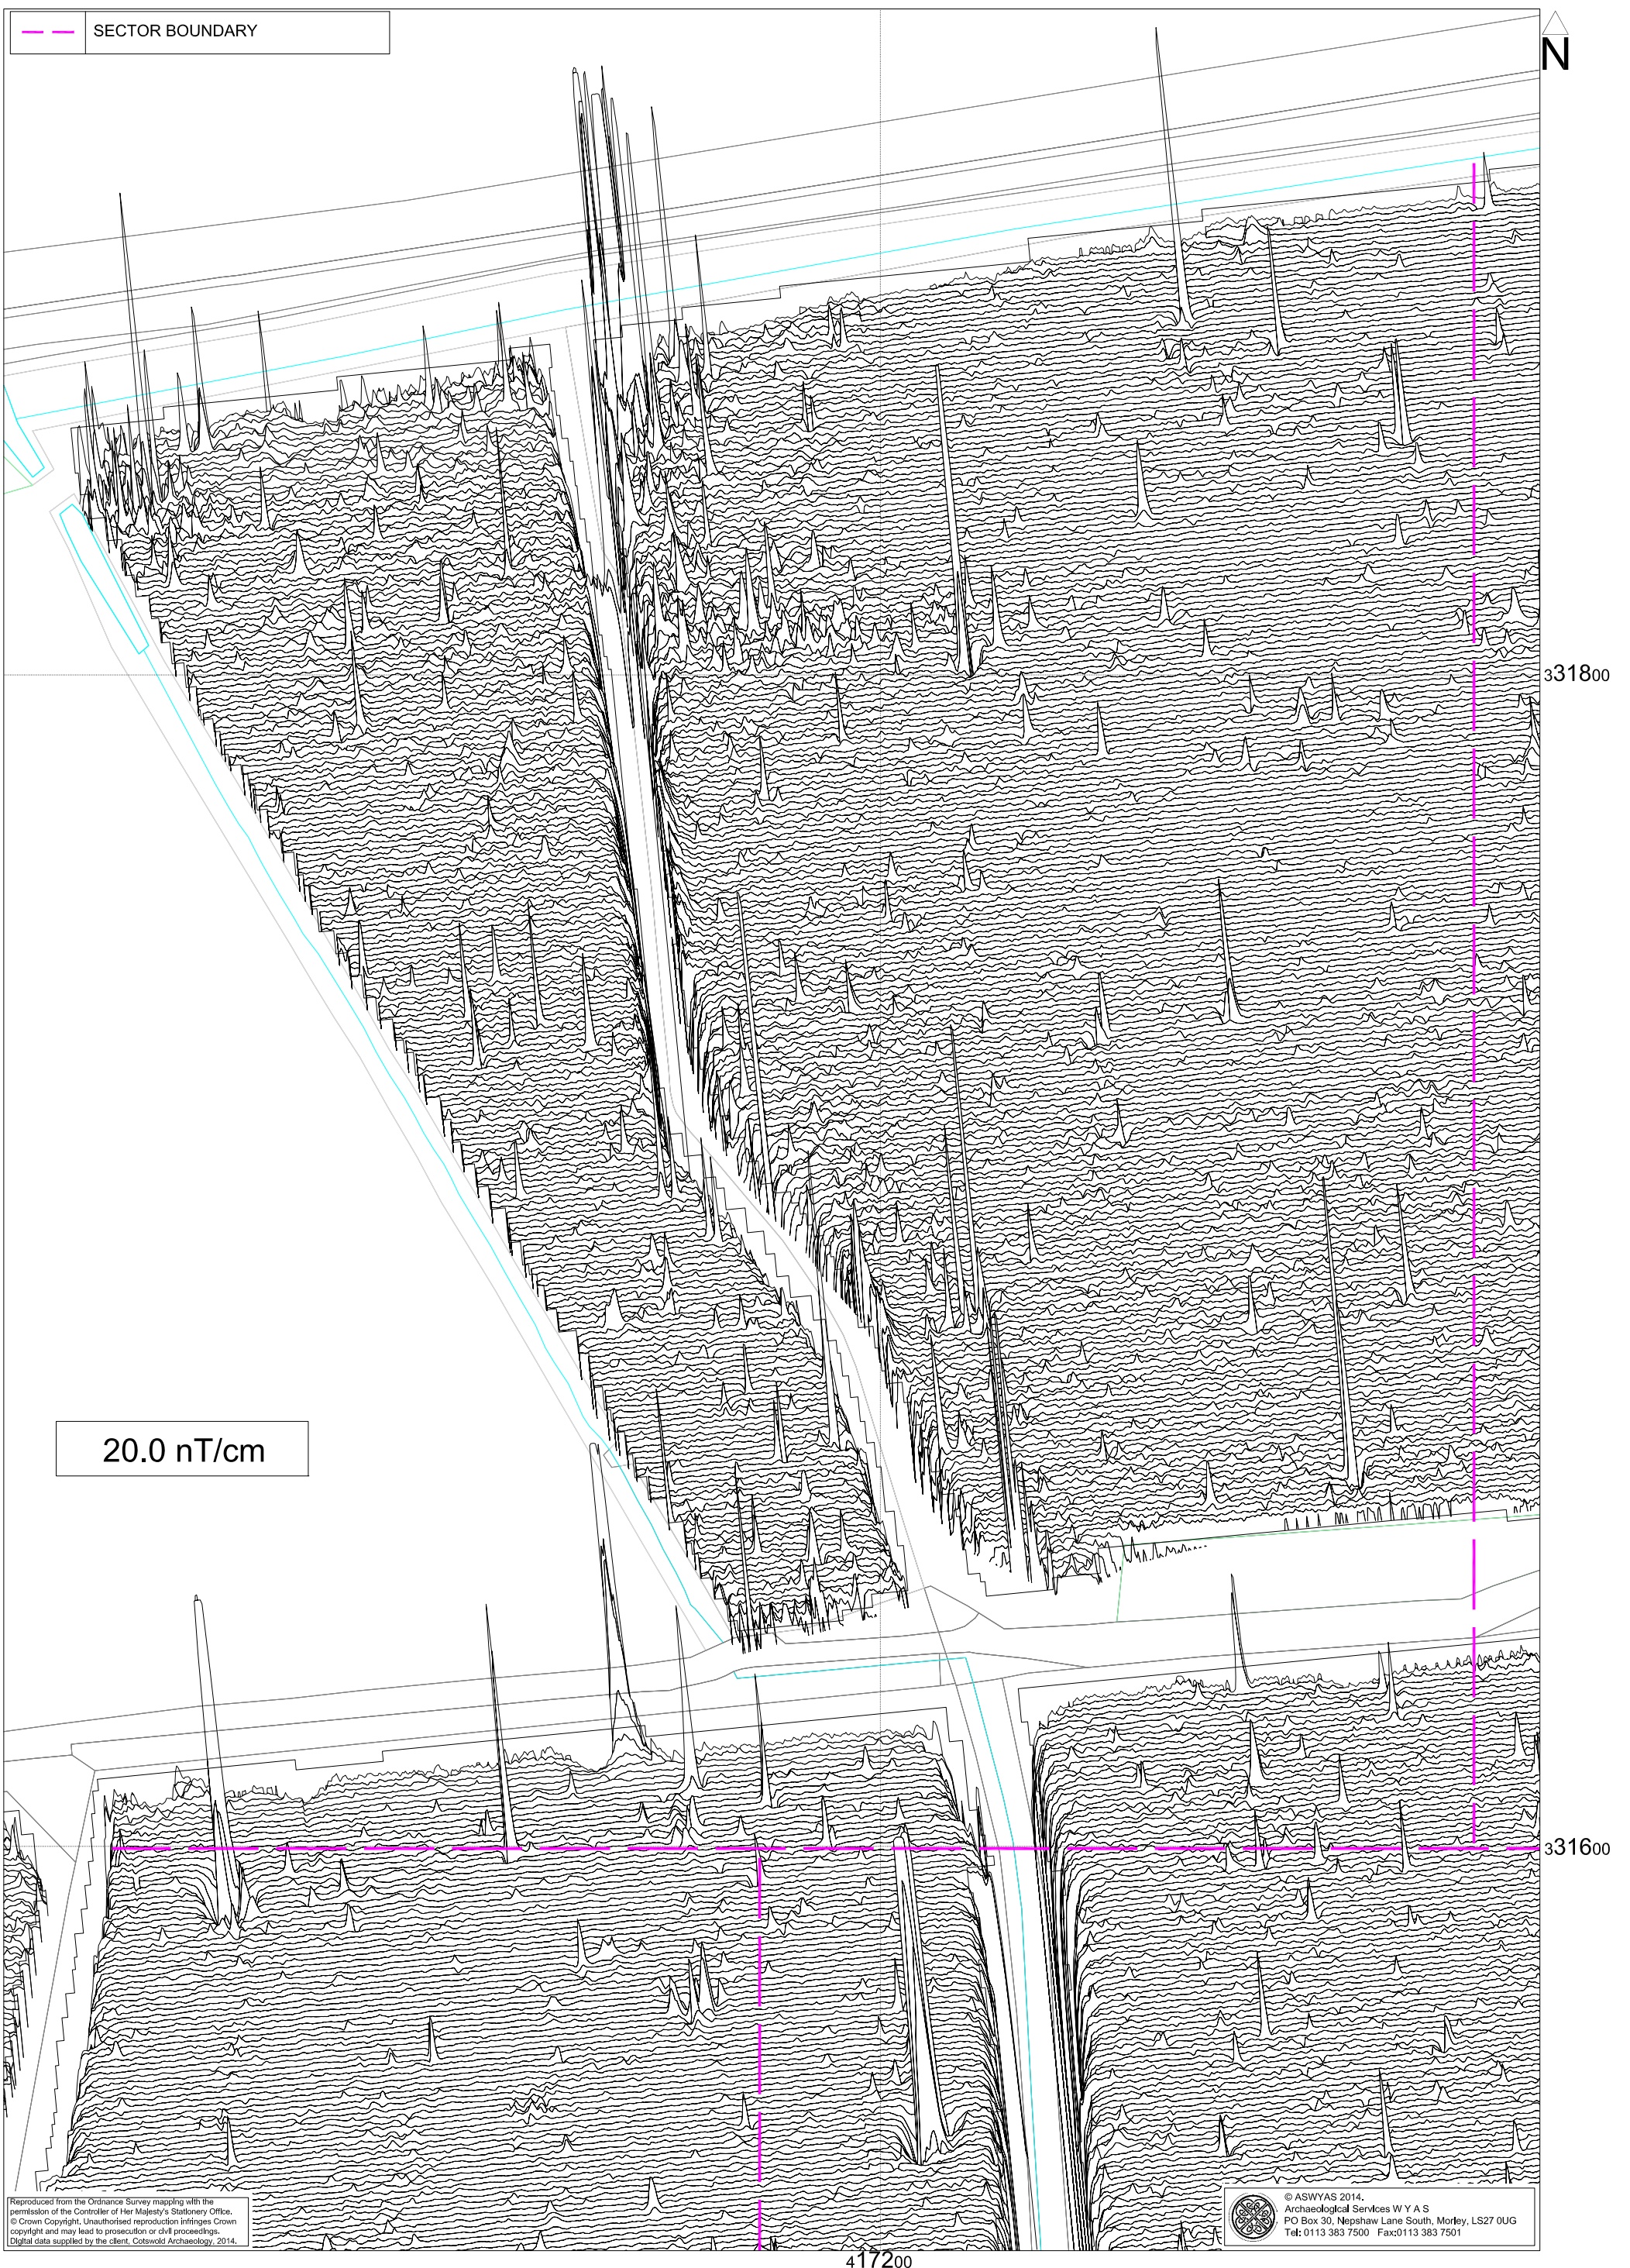 SECTOR BOUNDARY
N
331800
20.0 nT/cm
331600
Reproduced from the Ordnance Survey mapping with the
permission of the Controller of Her Majesty's Stationery Office.
© Crown Copyright. Unauthorised reproduction infringes Crown
copyright and may lead to prosecution or civil proceedings.
Digital data supplied by the client, Cotswold Archaeology, 2014.
© ASWYAS 2014.
Archaeological Services W Y A S
PO Box 30, Nepshaw Lane South, Morley, LS27 0UG
Tel: 0113 383 7500 Fax:0113 383 7501
417200